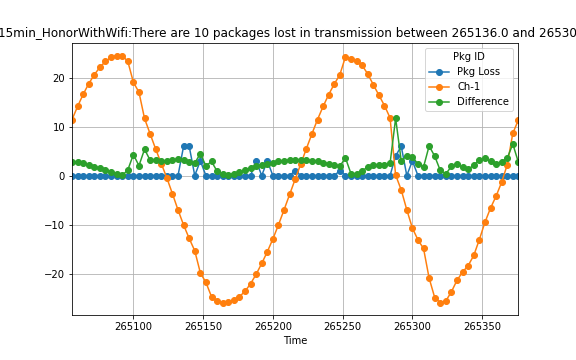 15min_HonorWithWifi:There are 10 packages lost in transmission between 265136.0 and 26530
Pkg ID
Pkg Loss
Ch-1
Difference
20
10
0
−10
−20
265100 265150 265200 265250 265300 265350
Time